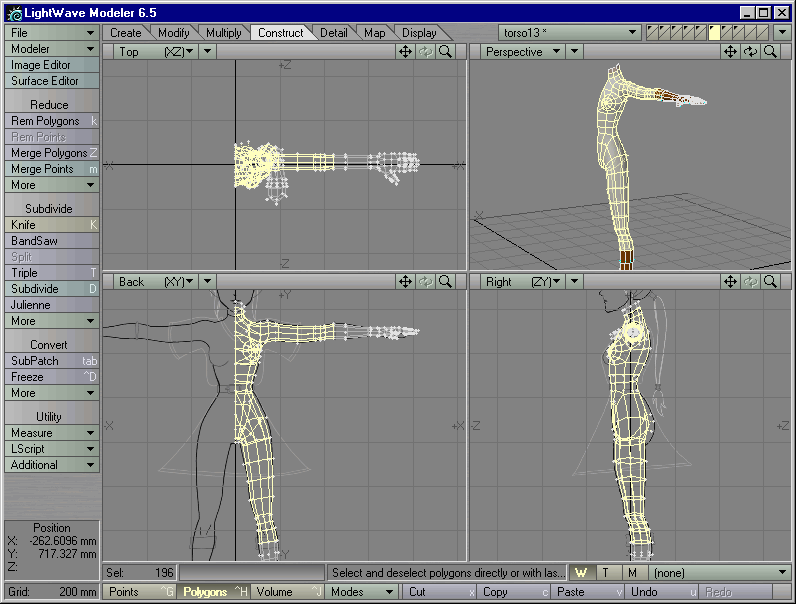 LightWave Modeler 6.5
File Create Modify Multiply Construct Detail Map Display torso13 *
Modeler Top (XZ) Perspective
Image Editor
Surface Editor
Reduce
Rem Polygons k
Rem Points
Merge Polygons Z
Merge Points m
More
Subdivide
Knife K
BandSaw
Split
Triple T
Subdivide D
Julienne
More
Back (XY) Right (ZY)
Convert
SubPatch tab
Freeze ^D
More
Utility
Measure
LScript
Additional
+Z
-X +X
-Z
-X
+Y
-X +X
-Y
-Z +Z
Position
X: -262.6096 mm
Y: 717.327 mm
Z:
Sel: 196 Select and deselect polygons directly or with las... W T M (none)
Grid: 200 mm Points ^G Polygons ^H Volume ^J Modes Cut x Copy c Paste v Undo u Redo